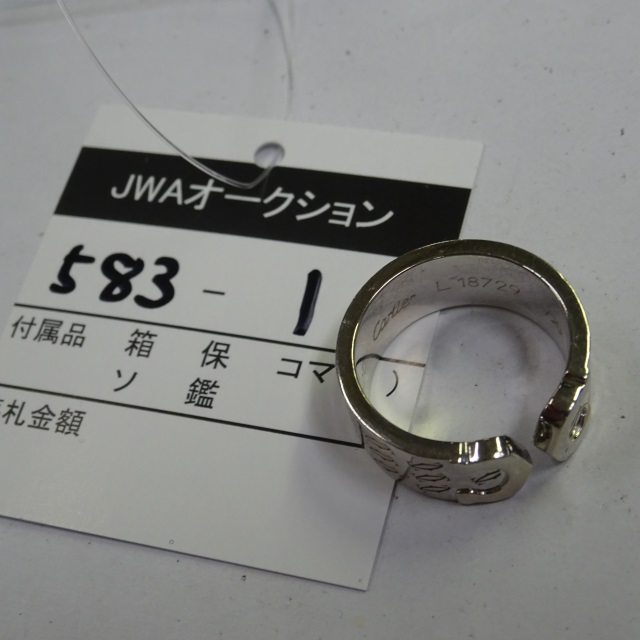 JWAオークション
583-1
付属品 箱 保 コマ )
ソ 鑑
札金額
Cartier
L 18729